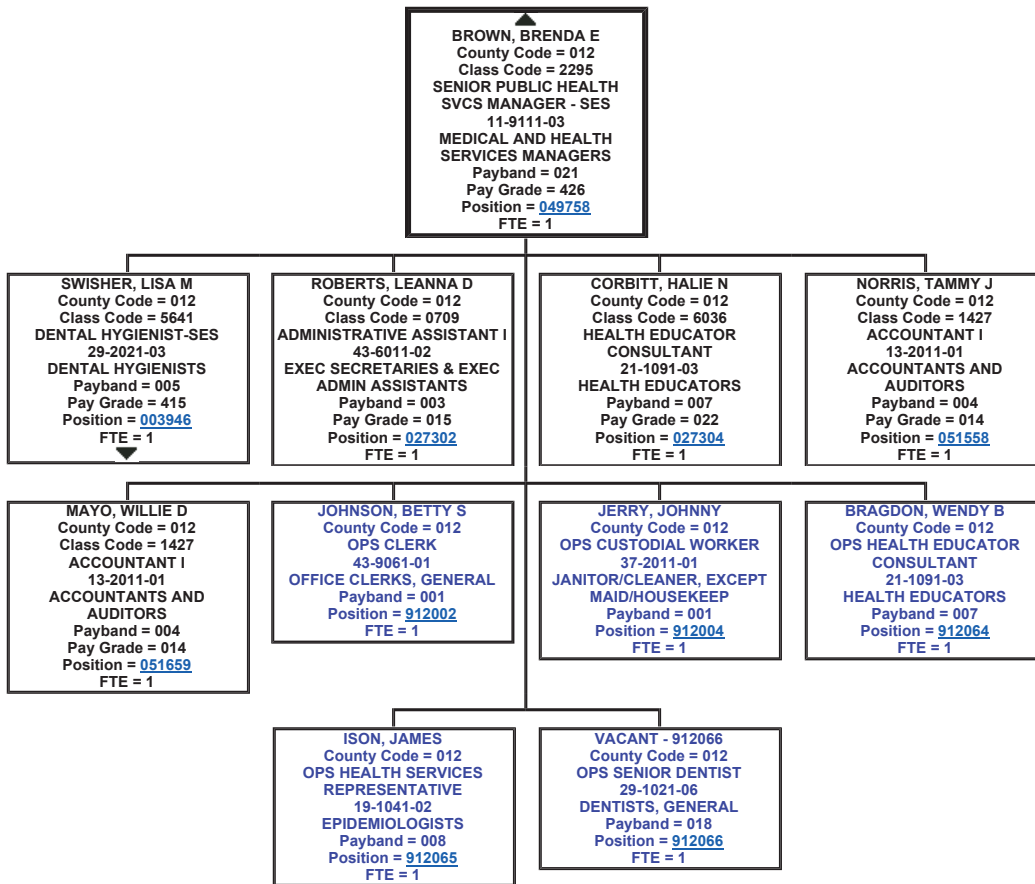 BROWN, BRENDA E
County Code = 012
Class Code = 2295
SENIOR PUBLIC HEALTH
SVCS MANAGER - SES
11-9111-03
MEDICAL AND HEALTH
SERVICES MANAGERS
Payband = 021
Pay Grade = 426
Position = 049758
FTE = 1
SWISHER, LISA M
County Code = 012
Class Code = 5641
DENTAL HYGIENIST-SES
29-2021-03
DENTAL HYGIENISTS
Payband = 005
Pay Grade = 415
Position = 003946
FTE = 1
ROBERTS, LEANNA D
County Code = 012
Class Code = 0709
ADMINISTRATIVE ASSISTANT I
43-6011-02
EXEC SECRETARIES & EXEC
ADMIN ASSISTANTS
Payband = 003
Pay Grade = 015
Position = 027302
FTE = 1
CORBITT, HALIE N
County Code = 012
Class Code = 6036
HEALTH EDUCATOR
CONSULTANT
21-1091-03
HEALTH EDUCATORS
Payband = 007
Pay Grade = 022
Position = 027304
FTE = 1
NORRIS, TAMMY J
County Code = 012
Class Code = 1427
ACCOUNTANT I
13-2011-01
ACCOUNTANTS AND
AUDITORS
Payband = 004
Pay Grade = 014
Position = 051558
FTE = 1
MAYO, WILLIE D
County Code = 012
Class Code = 1427
ACCOUNTANT I
13-2011-01
ACCOUNTANTS AND
AUDITORS
Payband = 004
Pay Grade = 014
Position = 051659
FTE = 1
JOHNSON, BETTY S
County Code = 012
OPS CLERK
43-9061-01
OFFICE CLERKS, GENERAL
Payband = 001
Position = 912002
FTE = 1
JERRY, JOHNNY
County Code = 012
OPS CUSTODIAL WORKER
37-2011-01
JANITOR/CLEANER, EXCEPT
MAID/HOUSEKEEP
Payband = 001
Position = 912004
FTE = 1
BRAGDON, WENDY B
County Code = 012
OPS HEALTH EDUCATOR
CONSULTANT
21-1091-03
HEALTH EDUCATORS
Payband = 007
Position = 912064
FTE = 1
ISON, JAMES
County Code = 012
OPS HEALTH SERVICES
REPRESENTATIVE
19-1041-02
EPIDEMIOLOGISTS
Payband = 008
Position = 912065
FTE = 1
VACANT - 912066
County Code = 012
OPS SENIOR DENTIST
29-1021-06
DENTISTS, GENERAL
Payband = 018
Position = 912066
FTE = 1